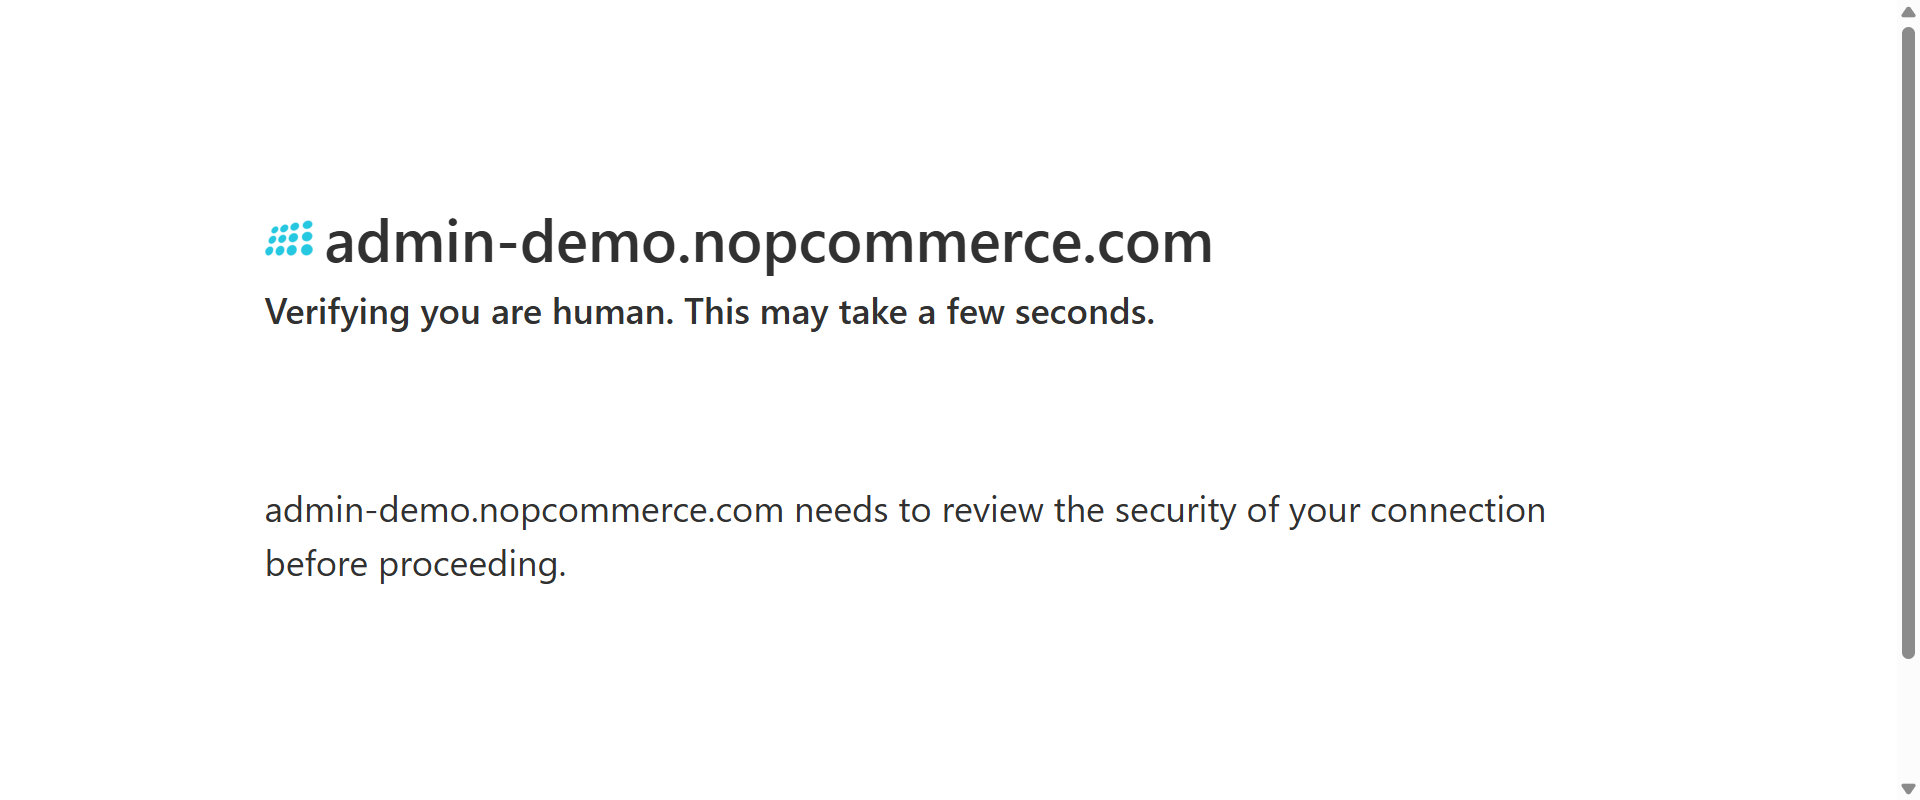 admin-demo.nopcommerce.com
Verifying you are human. This may take a few seconds.
admin-demo.nopcommerce.com needs to review the security of your connection
before proceeding.